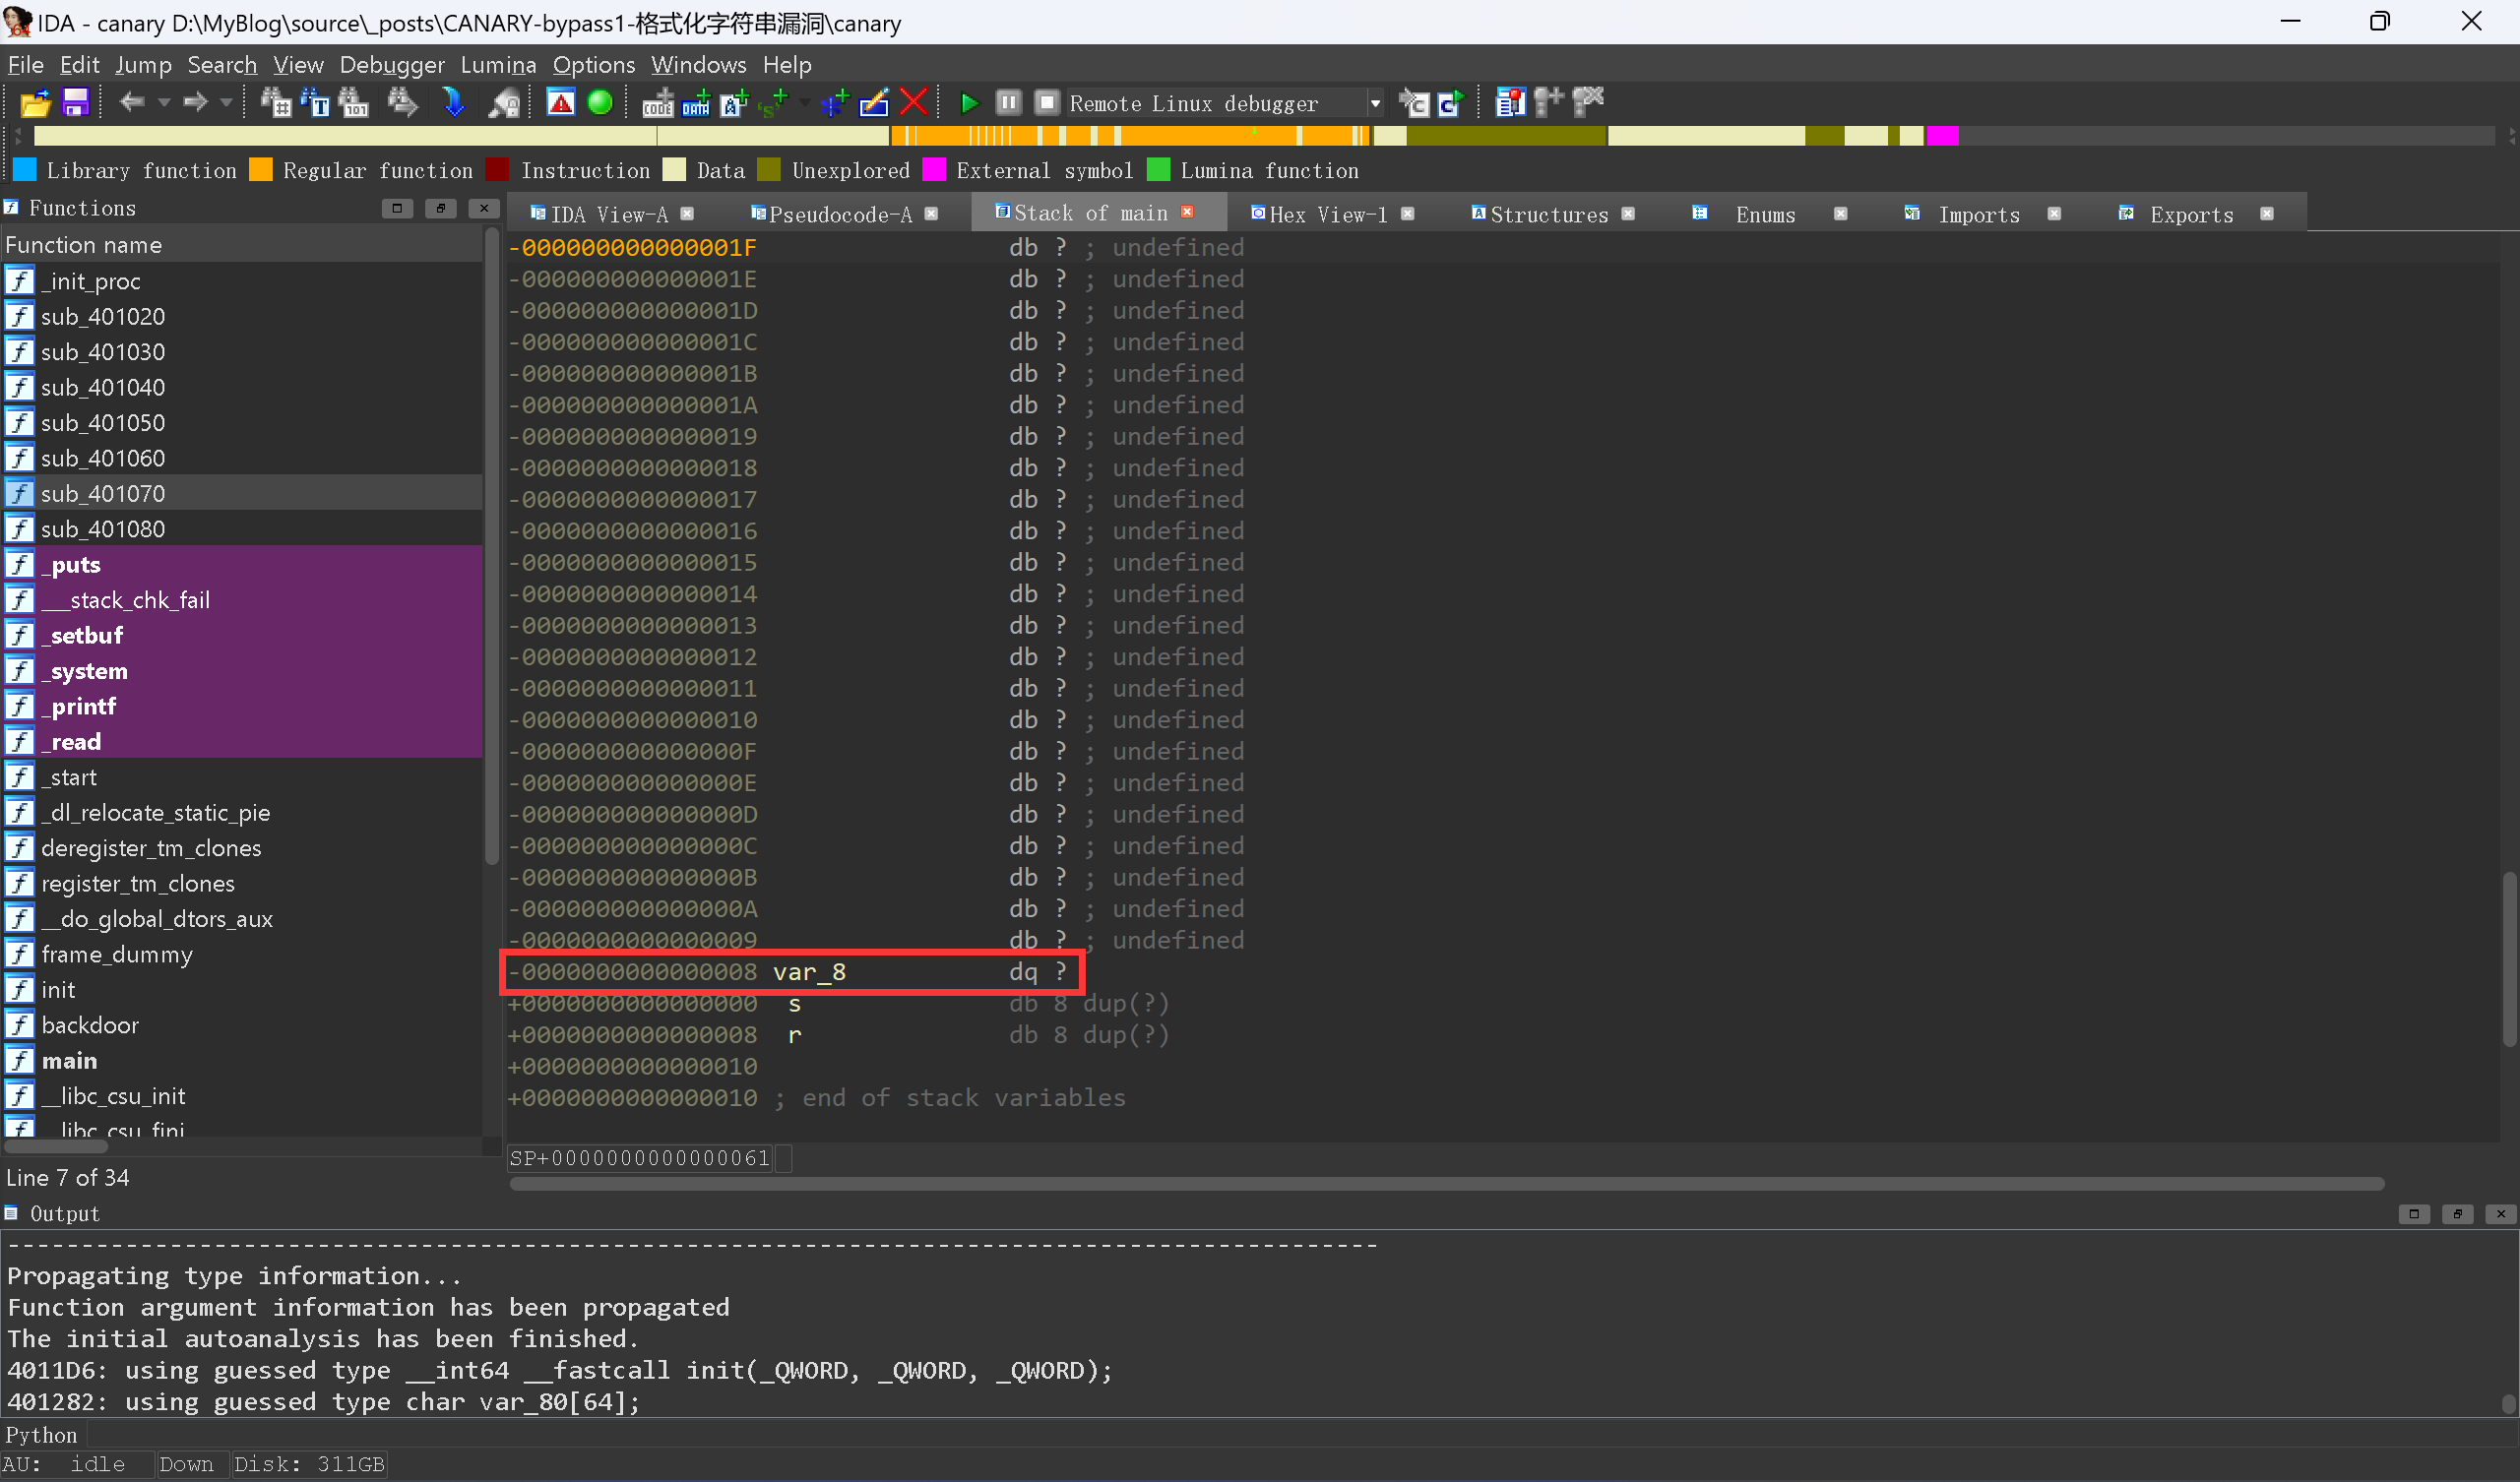 IDA - canary D:\MyBlog\source\_posts\CANARY-bypass1-格式化字符串漏洞\canary
File Edit Jump Search View Debugger Lumina Options Windows Help
Remote Linux debugger
Library function Regular function Instruction Data Unexplored External symbol Lumina function
Functions
IDA View-A Pseudocode-A Stack of main Hex View-1 Structures Enums Imports Exports
Function name
_init_proc
sub_401020
sub_401030
sub_401040
sub_401050
sub_401060
sub_401070
sub_401080
_puts
___stack_chk_fail
_setbuf
_system
_printf
_read
_start
_dl_relocate_static_pie
deregister_tm_clones
register_tm_clones
__do_global_dtors_aux
frame_dummy
init
backdoor
main
__libc_csu_init
__libc_csu_fini
Line 7 of 34
-000000000000001F db ? ; undefined
-000000000000001E db ? ; undefined
-000000000000001D db ? ; undefined
-000000000000001C db ? ; undefined
-000000000000001B db ? ; undefined
-000000000000001A db ? ; undefined
-0000000000000019 db ? ; undefined
-0000000000000018 db ? ; undefined
-0000000000000017 db ? ; undefined
-0000000000000016 db ? ; undefined
-0000000000000015 db ? ; undefined
-0000000000000014 db ? ; undefined
-0000000000000013 db ? ; undefined
-0000000000000012 db ? ; undefined
-0000000000000011 db ? ; undefined
-0000000000000010 db ? ; undefined
-000000000000000F db ? ; undefined
-000000000000000E db ? ; undefined
-000000000000000D db ? ; undefined
-000000000000000C db ? ; undefined
-000000000000000B db ? ; undefined
-000000000000000A db ? ; undefined
-0000000000000009 db ? ; undefined
-0000000000000008 var_8 dq ?
+0000000000000000 s db 8 dup(?)
+0000000000000008 r db 8 dup(?)
+0000000000000010
+0000000000000010 ; end of stack variables
SP+0000000000000061
Output
---------------------------------------------------------------------------------------------
Propagating type information...
Function argument information has been propagated
The initial autoanalysis has been finished.
4011D6: using guessed type __int64 __fastcall init(_QWORD, _QWORD, _QWORD);
401282: using guessed type char var_80[64];
Python
AU: idle Down Disk: 311GB